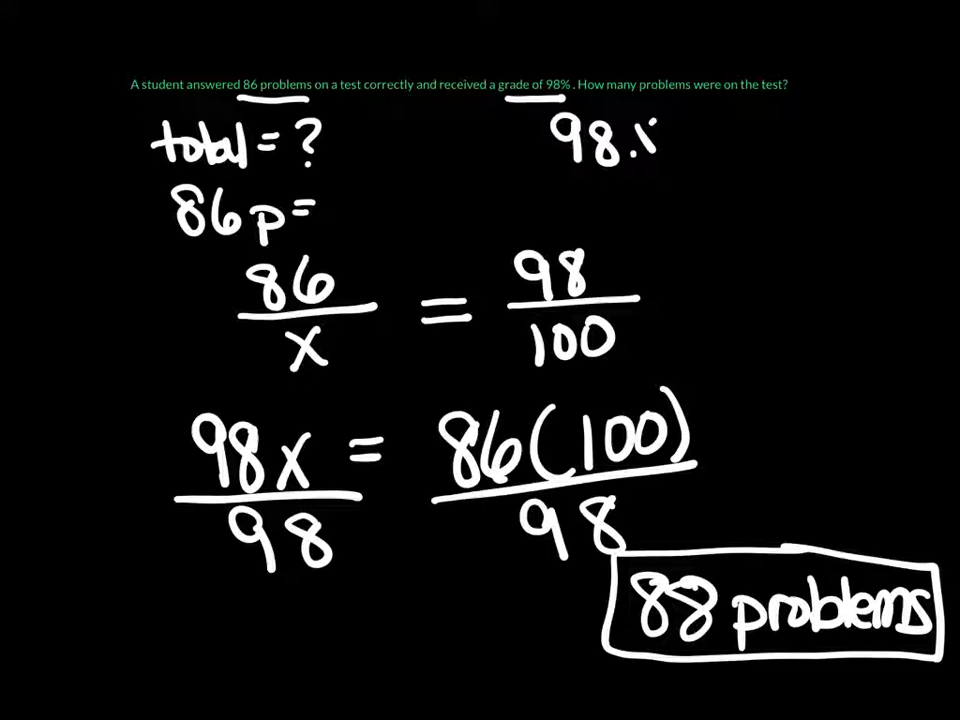 A student answered 86 problems on a test correctly and received a grade of 98% . How many problems were on the test?
total = ?
98.
86p=
86 = 98
x 100
98x = 86(100)
98 98
88 problems